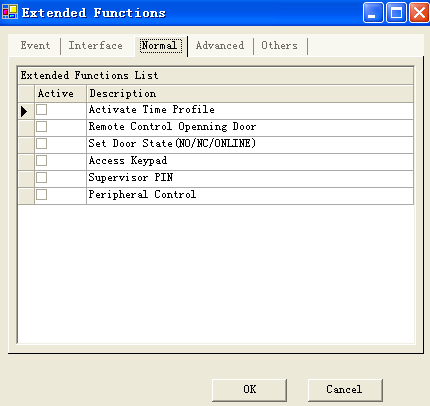 Extended Functions
Event Interface Normal Advanced Others
Extended Functions List
Active Description
Activate Time Profile
Remote Control Openning Door
Set Door State(NO/NC/ONLINE)
Access Keypad
Supervisor PIN
Peripheral Control
OK Cancel